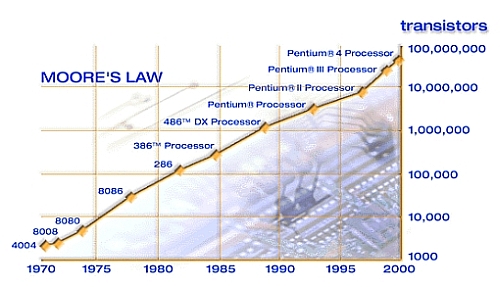 transistors
MOORE'S LAW
Pentium® 4 Processor
100,000,000
Pentium® III Processor
Pentium® II Processor
10,000,000
Pentium® Processor
486™ DX Processor
1,000,000
386™ Processor
286
100,000
8086
8080
10,000
8008
4004
1000
1970
1975
1980
1985
1990
1995
2000